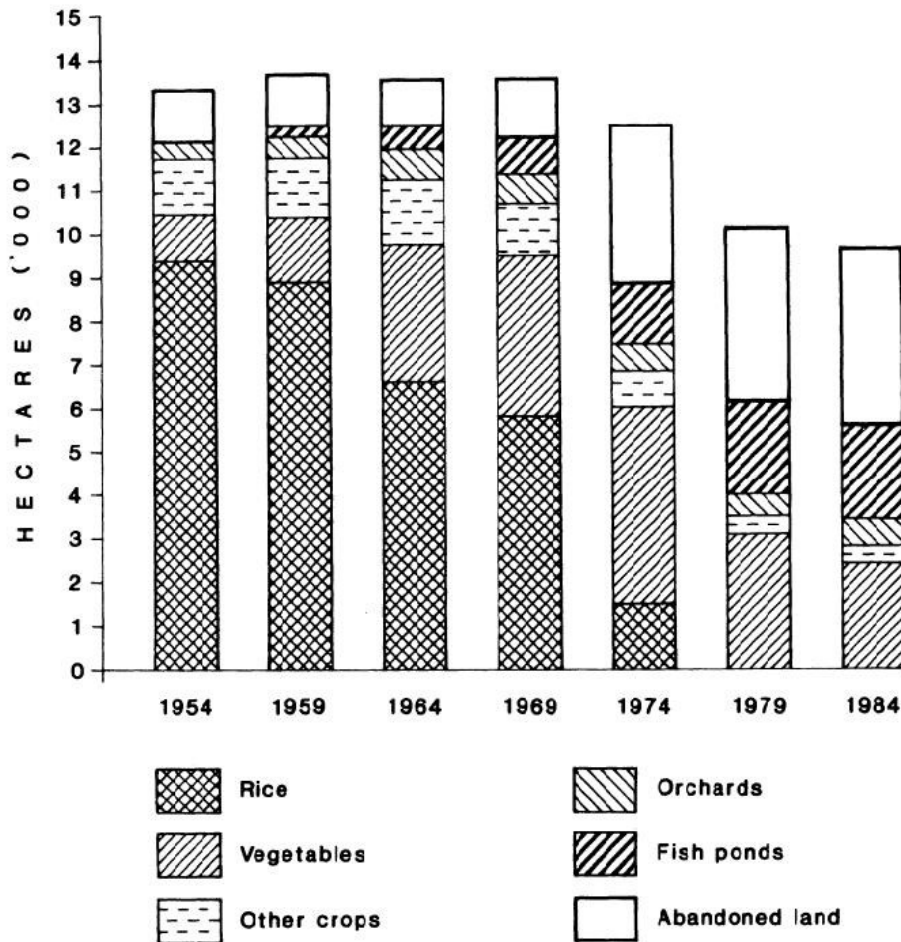 HECTARES ('000)
15
14
13
12
11
10
9
8
7
6
5
4
3
2
1
0
1954 1959 1964 1969 1974 1979 1984
Rice
Vegetables
Other crops
Orchards
Fish ponds
Abandoned land